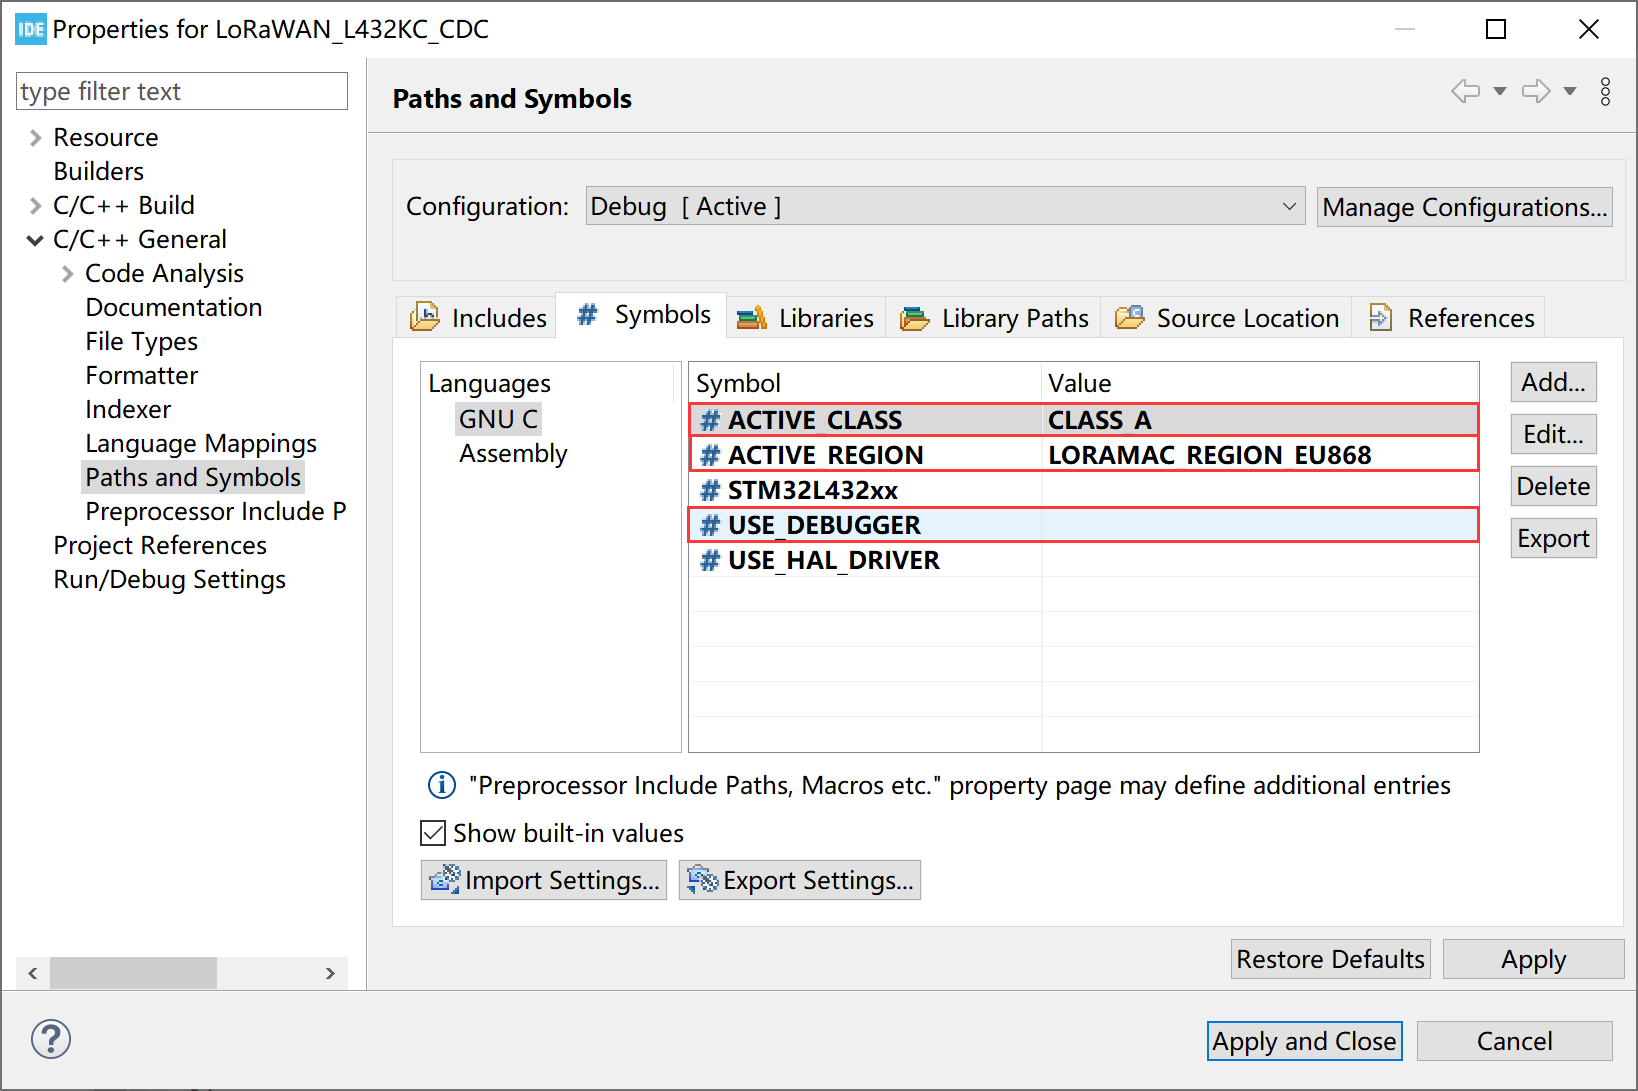 IDE Properties for LoRaWAN_L432KC_CDC
type filter text
Resource
Builders
C/C++ Build
C/C++ General
Code Analysis
Documentation
File Types
Formatter
Indexer
Language Mappings
Paths and Symbols
Preprocessor Include P
Project References
Run/Debug Settings
Paths and Symbols
Configuration: Debug [ Active ] Manage Configurations...
Includes # Symbols Libraries Library Paths Source Location References
Languages
GNU C
Assembly
Symbol Value
# ACTIVE_CLASS CLASS_A
# ACTIVE_REGION LORAMAC_REGION_EU868
# STM32L432xx
# USE_DEBUGGER
# USE_HAL_DRIVER
Add...
Edit...
Delete
Export
"Preprocessor Include Paths, Macros etc." property page may define additional entries
Show built-in values
Import Settings... Export Settings...
Restore Defaults Apply
Apply and Close Cancel